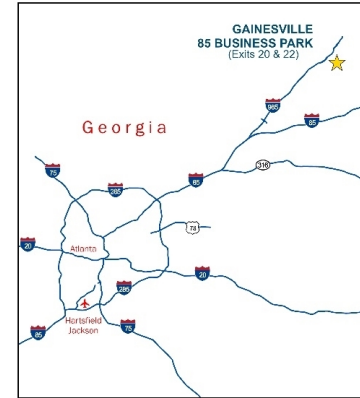 GAINESVILLE
85 BUSINESS PARK
(Exits 20 & 22)
985
85
Georgia
316
75
285
85
78
20
Atlanta
20
285
Hartsfield
Jackson
85
75